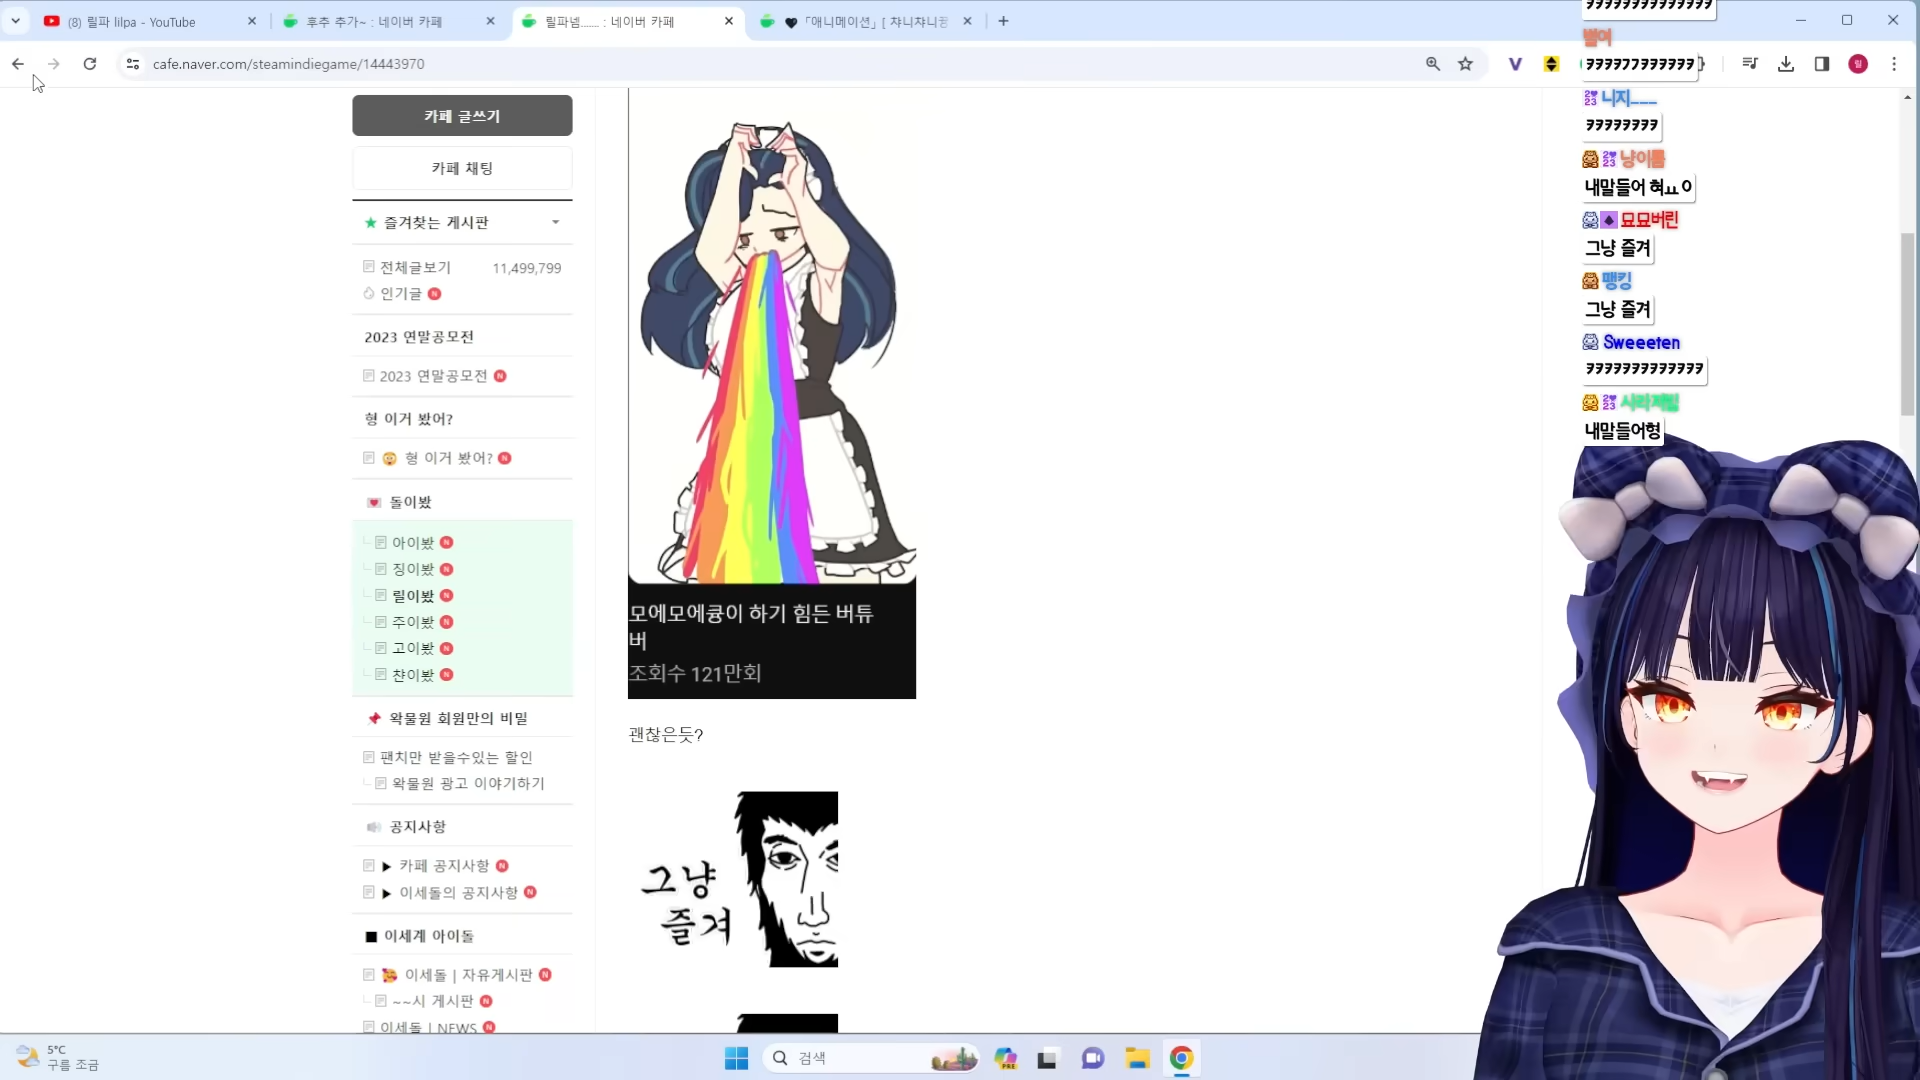 (8) 릴파 lilpa - YouTube
후추 추가~ : 네이버 카페
릴파넴...... : 네이버 카페
🖤「애니메이션」[ 챠니챠니
cafe.naver.com/steamindiegame/14443970
카페 글쓰기
카페 채팅
즐겨찾는 게시판
전체글보기 11,499,799
인기글 N
2023 연말공모전
2023 연말공모전 N
형 이거 봤어?
형 이거 봤어? N
돌이봤
아이봤 N
징이봤 N
릴이봤 N
주이봤 N
고이봤 N
챤이봤 N
왁물원 회원만의 비밀
팬치만 받을수있는 할인
왁물원 광고 이야기하기
공지사항
▶ 카페 공지사항 N
▶ 이세돌의 공지사항 N
■ 이세계 아이돌
이세돌 | 자유게시판 N
~~시 게시판 N
이세돌 | NEWS N
모에모에큥이 하기 힘든 버튜
버
조회수 121만회
괜찮은듯?
그냥
즐겨
ㅋㅋㅋㅋㅋㅋㅋㅋㅋㅋㅋㅋㅋ
벌여
니지___
ㅋㅋㅋㅋㅋㅋㅋㅋ
냥이름
내말들어 혀ㅛㅇ
묘묘버린
그냥 즐겨
맹킹
그냥 즐겨
Sweeeten
ㅋㅋㅋㅋㅋㅋㅋㅋㅋㅋㅋㅋㅋ
내말들어형
5°C
구름 조금
검색
PRE